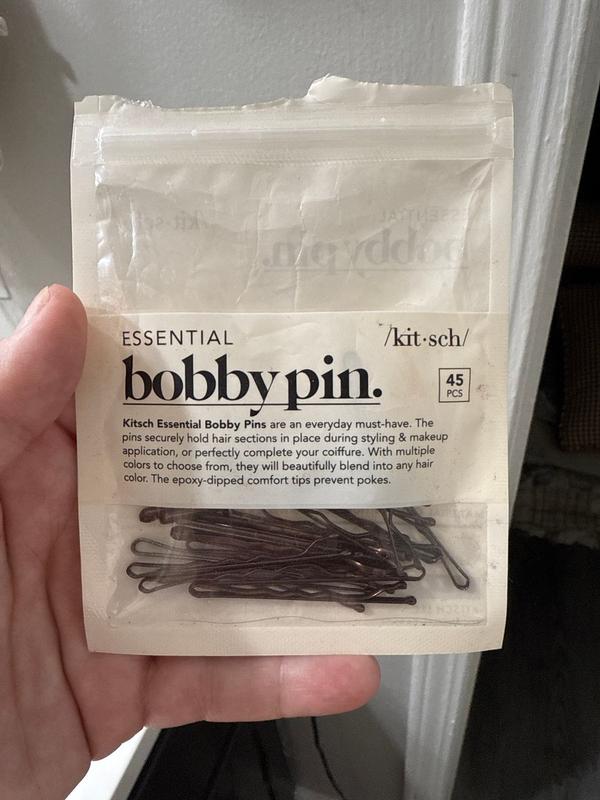 ESSENTIAL /kit·sch/
bobby pin.
45
PCS
Kitsch Essential Bobby Pins are an everyday must-have. The
pins securely hold hair sections in place during styling & makeup
application, or perfectly complete your coiffure. With multiple
colors to choose from, they will beautifully blend into any hair
color. The epoxy-dipped comfort tips prevent pokes.